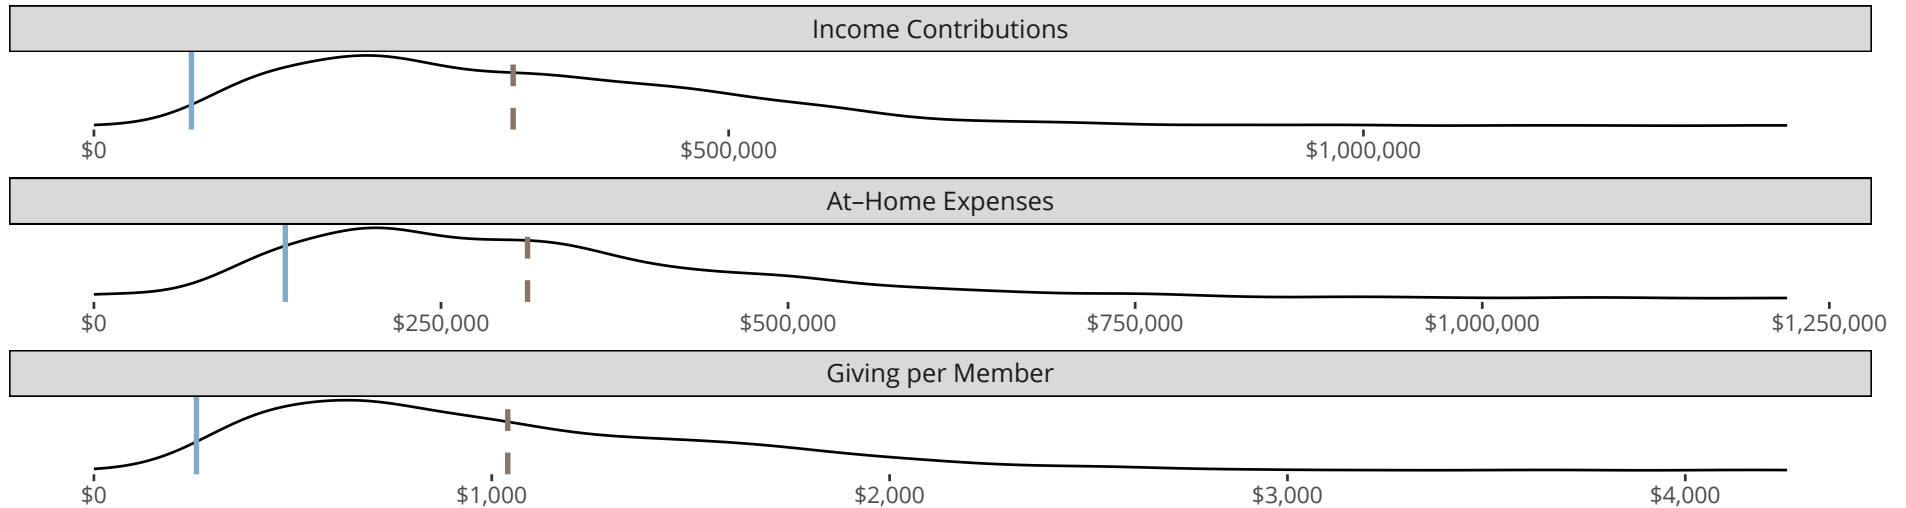 Income Contributions
$0 $500,000 $1,000,000
At–Home Expenses
$0 $250,000 $500,000 $750,000 $1,000,000 $1,250,000
Giving per Member
$0 $1,000 $2,000 $3,000 $4,000